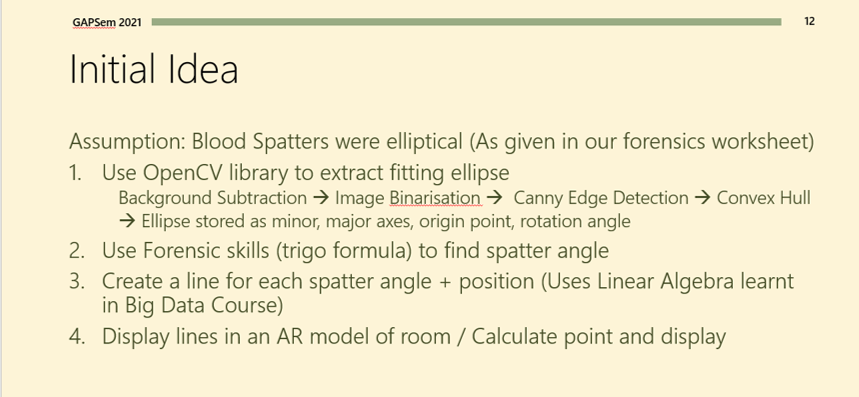 GAPSem 2021
12
Initial Idea
Assumption: Blood Spatters were elliptical (As given in our forensics worksheet)
1. Use OpenCV library to extract fitting ellipse
Background Subtraction → Image Binarisation → Canny Edge Detection → Convex Hull
→ Ellipse stored as minor, major axes, origin point, rotation angle
2. Use Forensic skills (trigo formula) to find spatter angle
3. Create a line for each spatter angle + position (Uses Linear Algebra learnt
in Big Data Course)
4. Display lines in an AR model of room / Calculate point and display